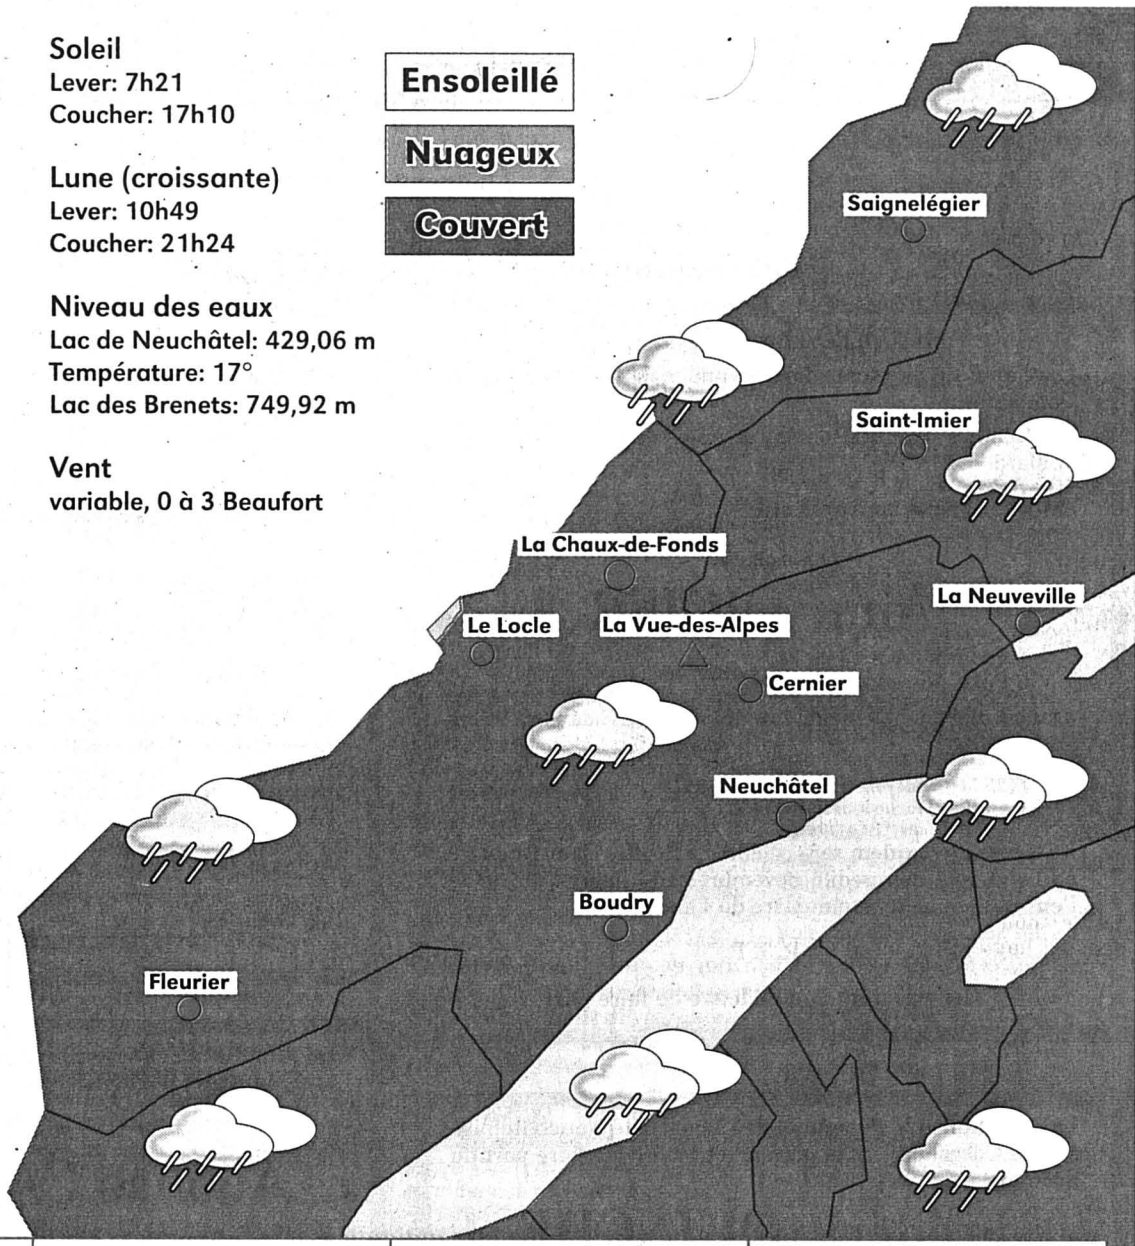 Soleil
Lever: 7h21
Coucher: 17h10
Lune (croissante)
Lever: 10h49
Coucher: 21h24
Niveau des eaux
Lac de Neuchâtel: 429,06 m
Température: 17°
Lac des Brenets: 749,92 m
Vent
variable, 0 à 3 Beaufort
Ensoleillé
Nuageux
Couvert
Saignelégier
Saint-Imier
La Chaux-de-Fonds
La Neuveville
Le Locle
La Vue-des-Alpes
Cernier
Neuchâtel
Boudry
Fleurier